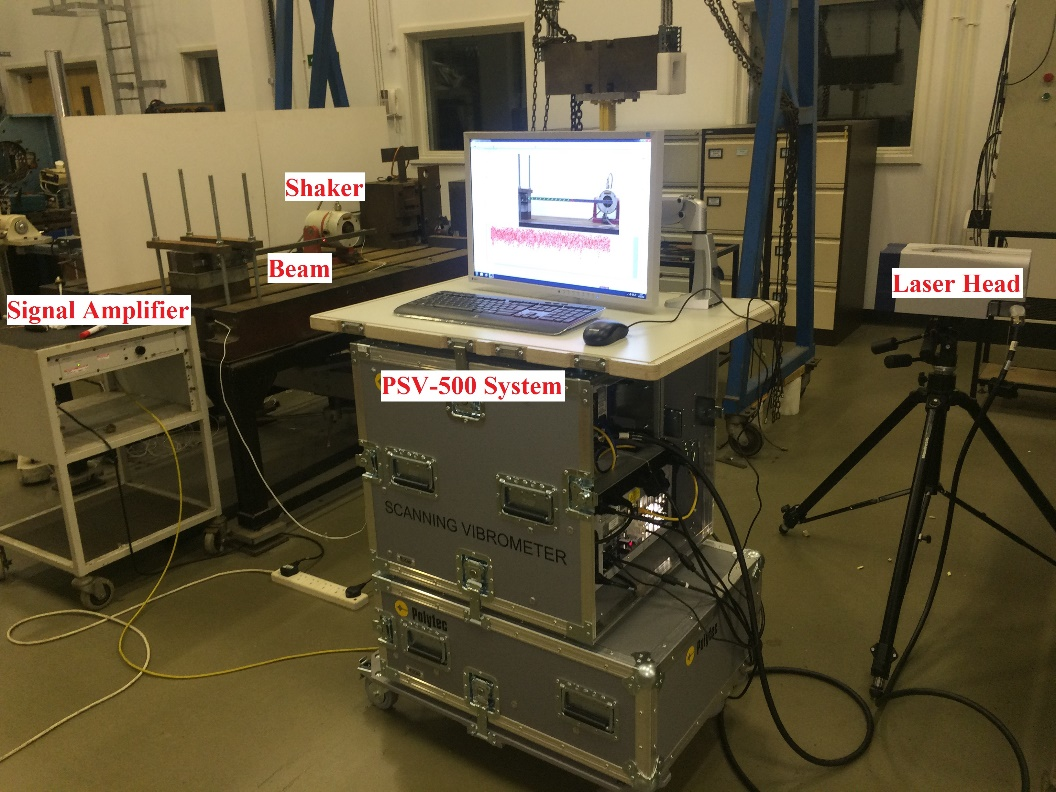 Shaker
Beam
Laser Head
Signal Amplifier
PSV-500 System
SCANNING VIBROMETER
Polytec
Polytec